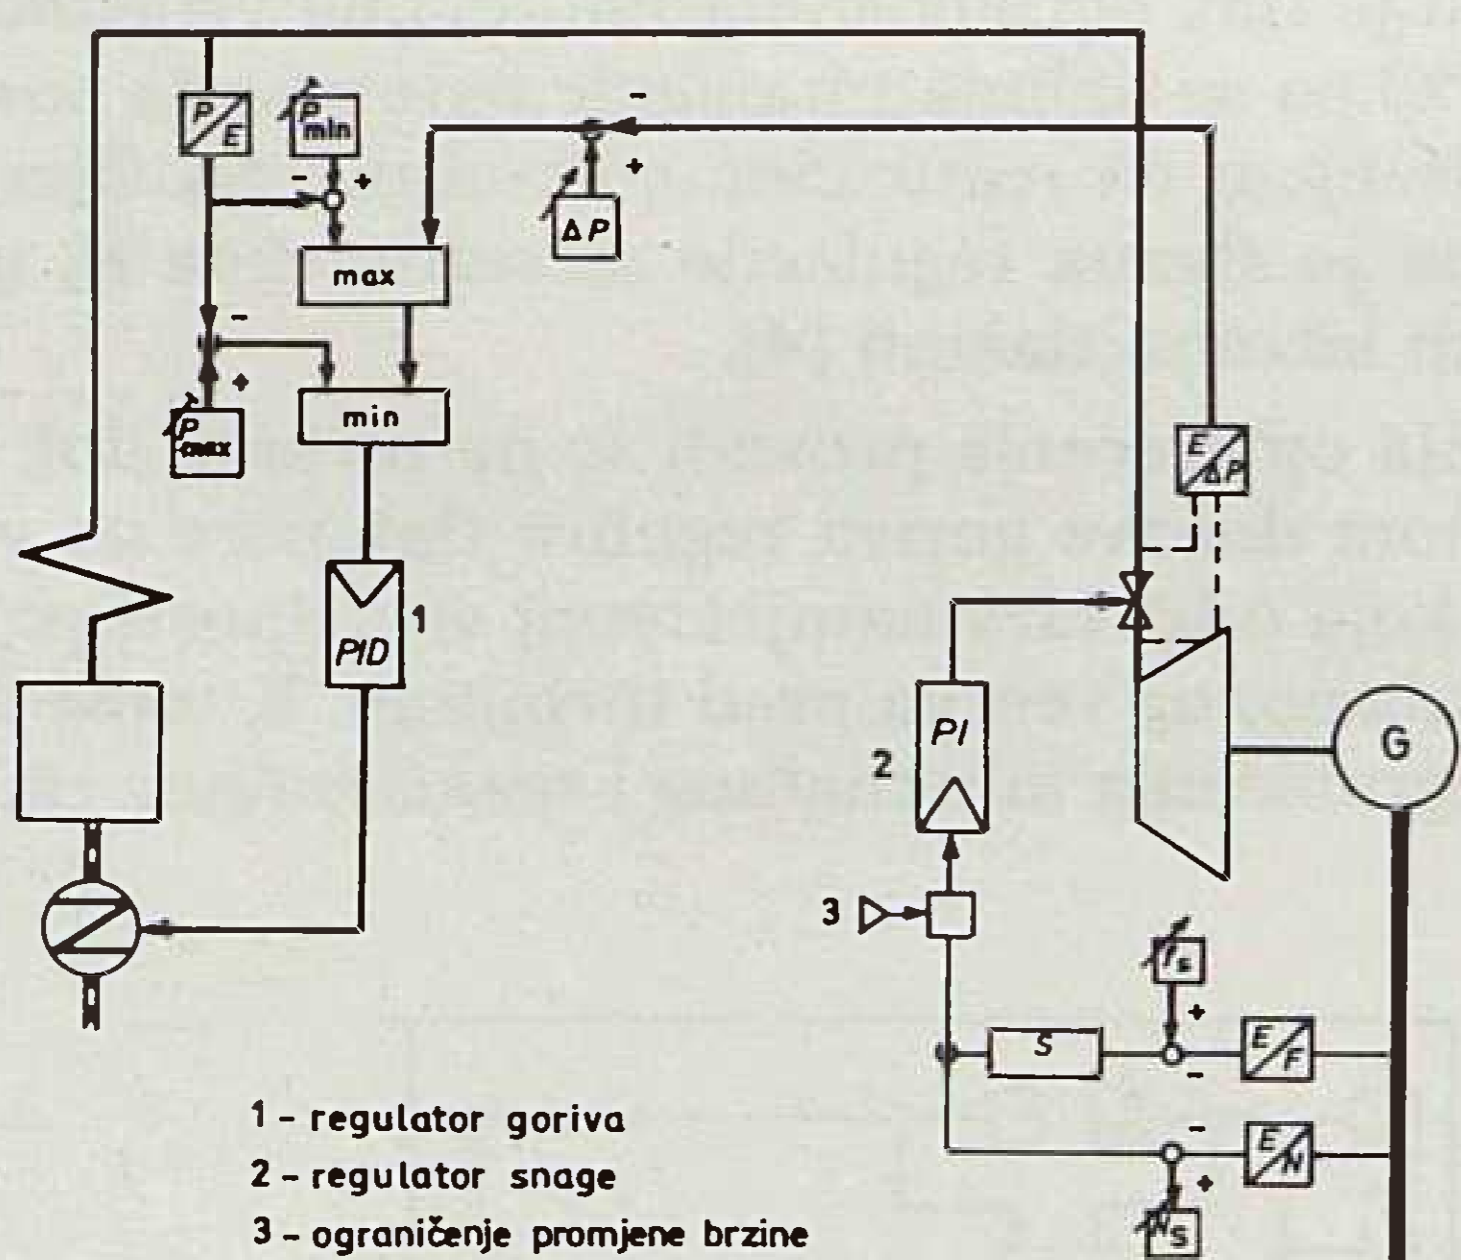 P/E
P min
-
+
-
+
ΔP
max
-
+
P max
min
E/ΔP
1
PID
PI
2
G
3
+
-
S
E/F
-
+
E/N
NS
1 - regulator goriva
2 - regulator snage
3 - ograničenje promjene brzine